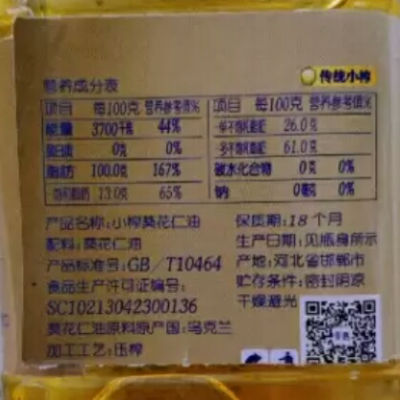 传统小榨
营养成分表
项目 每100克 营养参考值%
能量 3700千焦 44%
蛋白质 0克 0%
脂肪 100.0克 167%
-饱和脂肪 13.0克 65%
项目 每100克 营养参考值%
-单不饱和脂肪 26.0克
-多不饱和脂肪 61.0克
碳水化合物 0克 0%
钠 0毫克 0%
产品名称:小榨葵花仁油
配料:葵花仁油
产品标准号:GB/T10464
食品生产许可证编号:
SC10213042300136
葵花仁油原料原产国:乌克兰
加工工艺:压榨
保质期:18个月
生产日期:见瓶身所示
产地:河北省邯郸市
贮存条件:密封阴凉
干燥避光